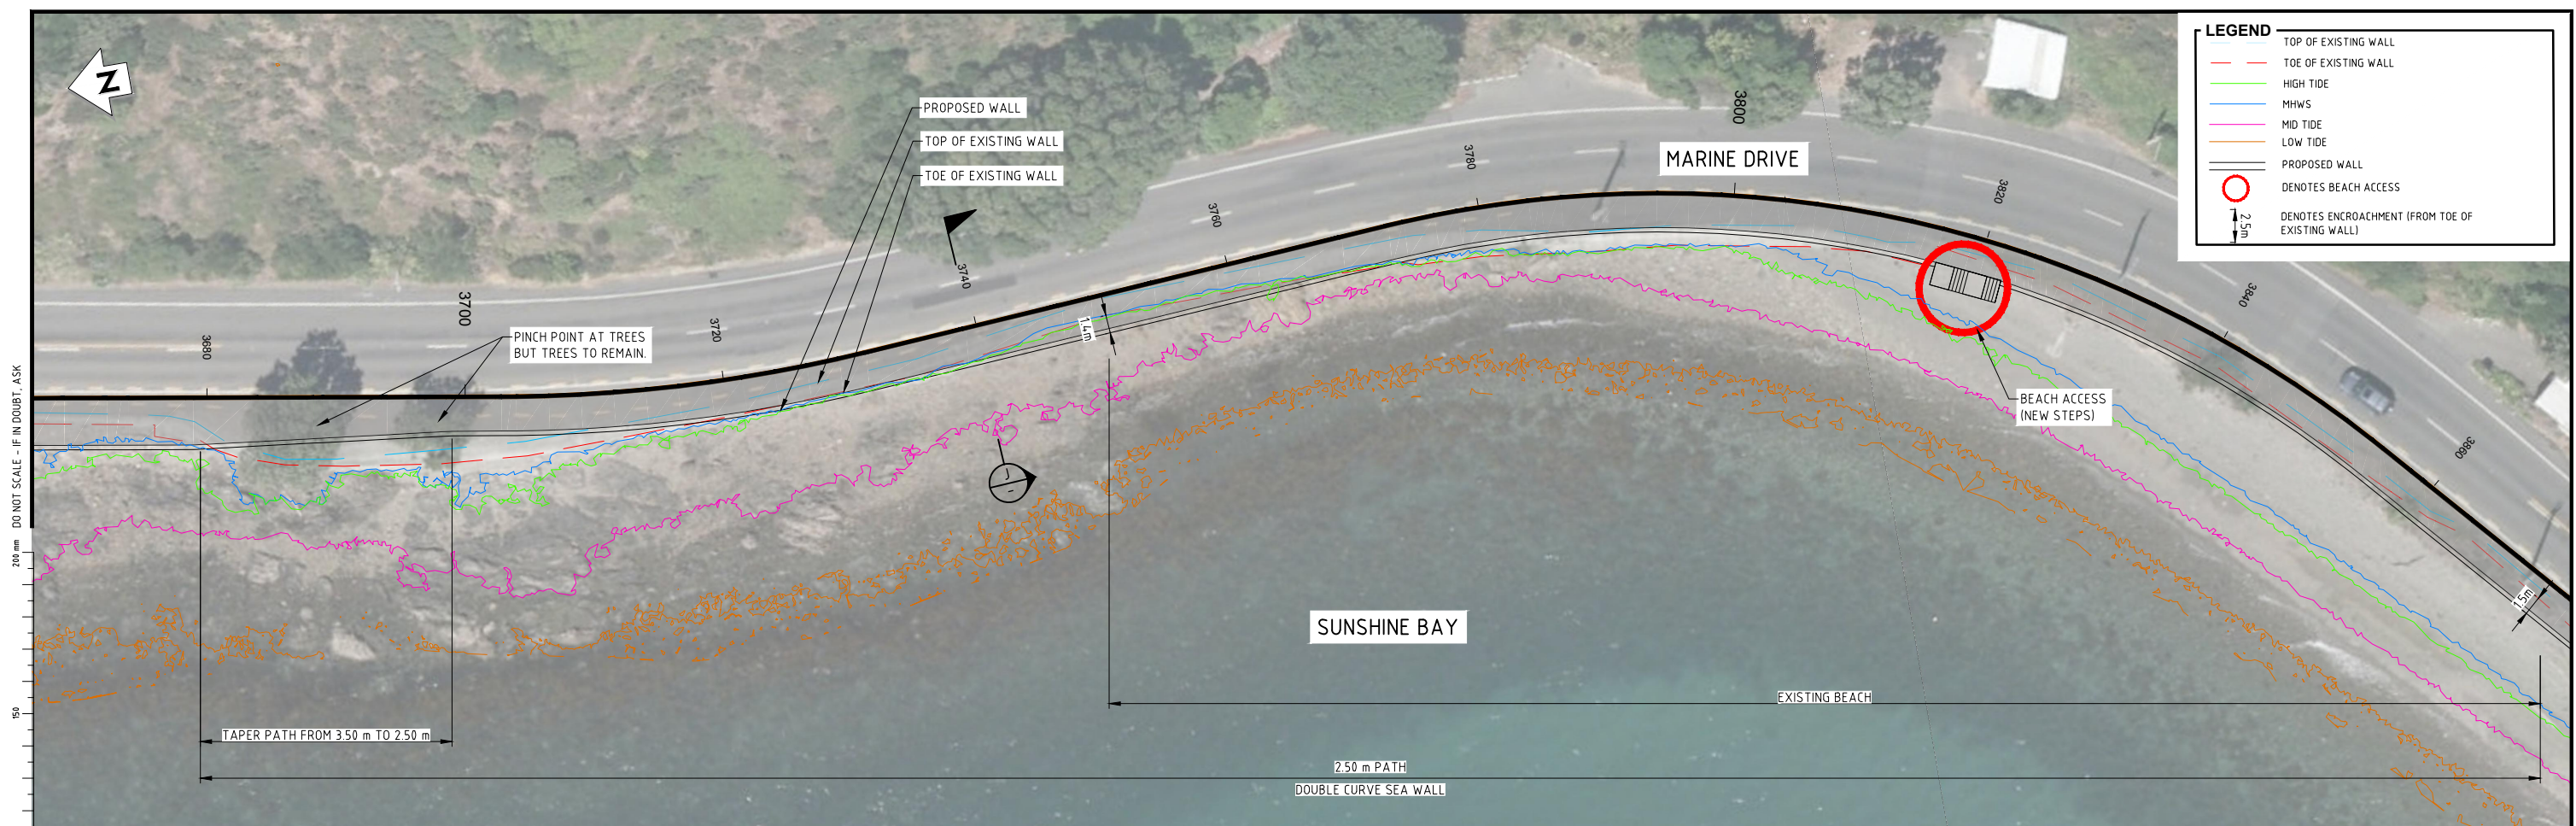 N
LEGEND
TOP OF EXISTING WALL
TOE OF EXISTING WALL
HIGH TIDE
MHWS
MID TIDE
LOW TIDE
PROPOSED WALL
DENOTES BEACH ACCESS
2.5m
DENOTES ENCROACHMENT (FROM TOE OF
EXISTING WALL)
PROPOSED WALL
TOP OF EXISTING WALL
TOE OF EXISTING WALL
MARINE DRIVE
3680
3700
3720
3740
3760
3780
3800
3820
3840
3860
PINCH POINT AT TREES
BUT TREES TO REMAIN.
1.4m
BEACH ACCESS
(NEW STEPS)
1.5m
J
SUNSHINE BAY
EXISTING BEACH
TAPER PATH FROM 3.50 m TO 2.50 m
2.50 m PATH
DOUBLE CURVE SEA WALL
DO NOT SCALE - IF IN DOUBT, ASK
200 mm
150